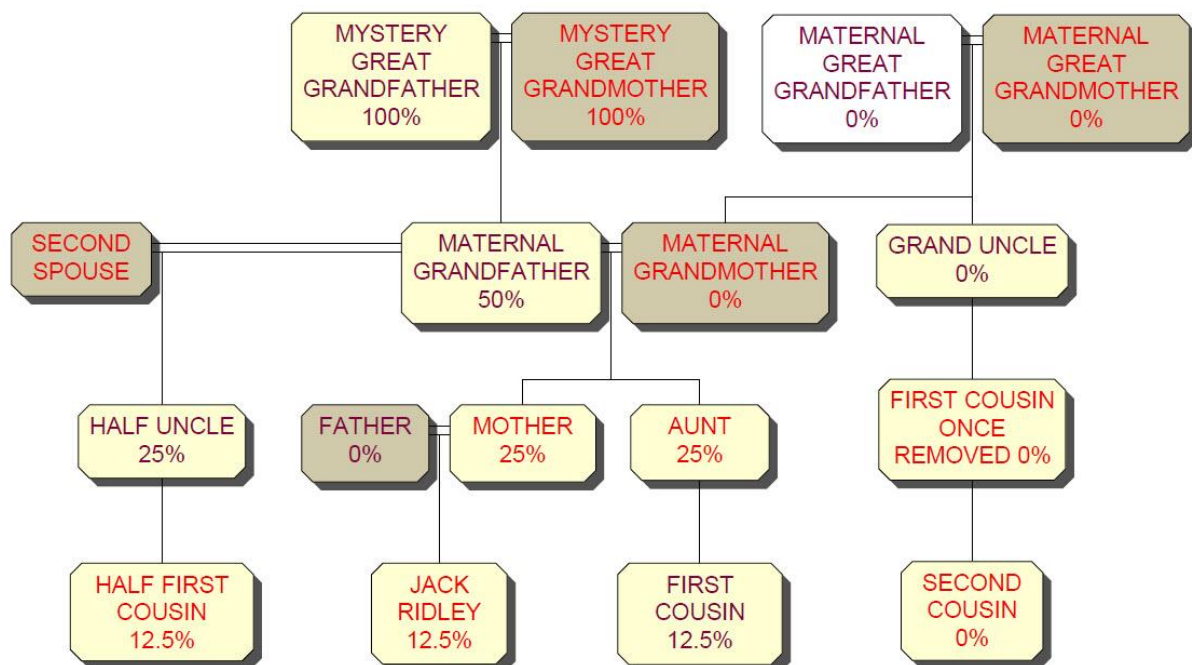 MYSTERY
GREAT
GRANDFATHER
100%
MYSTERY
GREAT
GRANDMOTHER
100%
MATERNAL
GREAT
GRANDFATHER
0%
MATERNAL
GREAT
GRANDMOTHER
0%
SECOND
SPOUSE
MATERNAL
GRANDFATHER
50%
MATERNAL
GRANDMOTHER
0%
GRAND UNCLE
0%
HALF UNCLE
25%
FATHER
0%
MOTHER
25%
AUNT
25%
FIRST COUSIN
ONCE
REMOVED 0%
HALF FIRST
COUSIN
12.5%
JACK
RIDLEY
12.5%
FIRST
COUSIN
12.5%
SECOND
COUSIN
0%